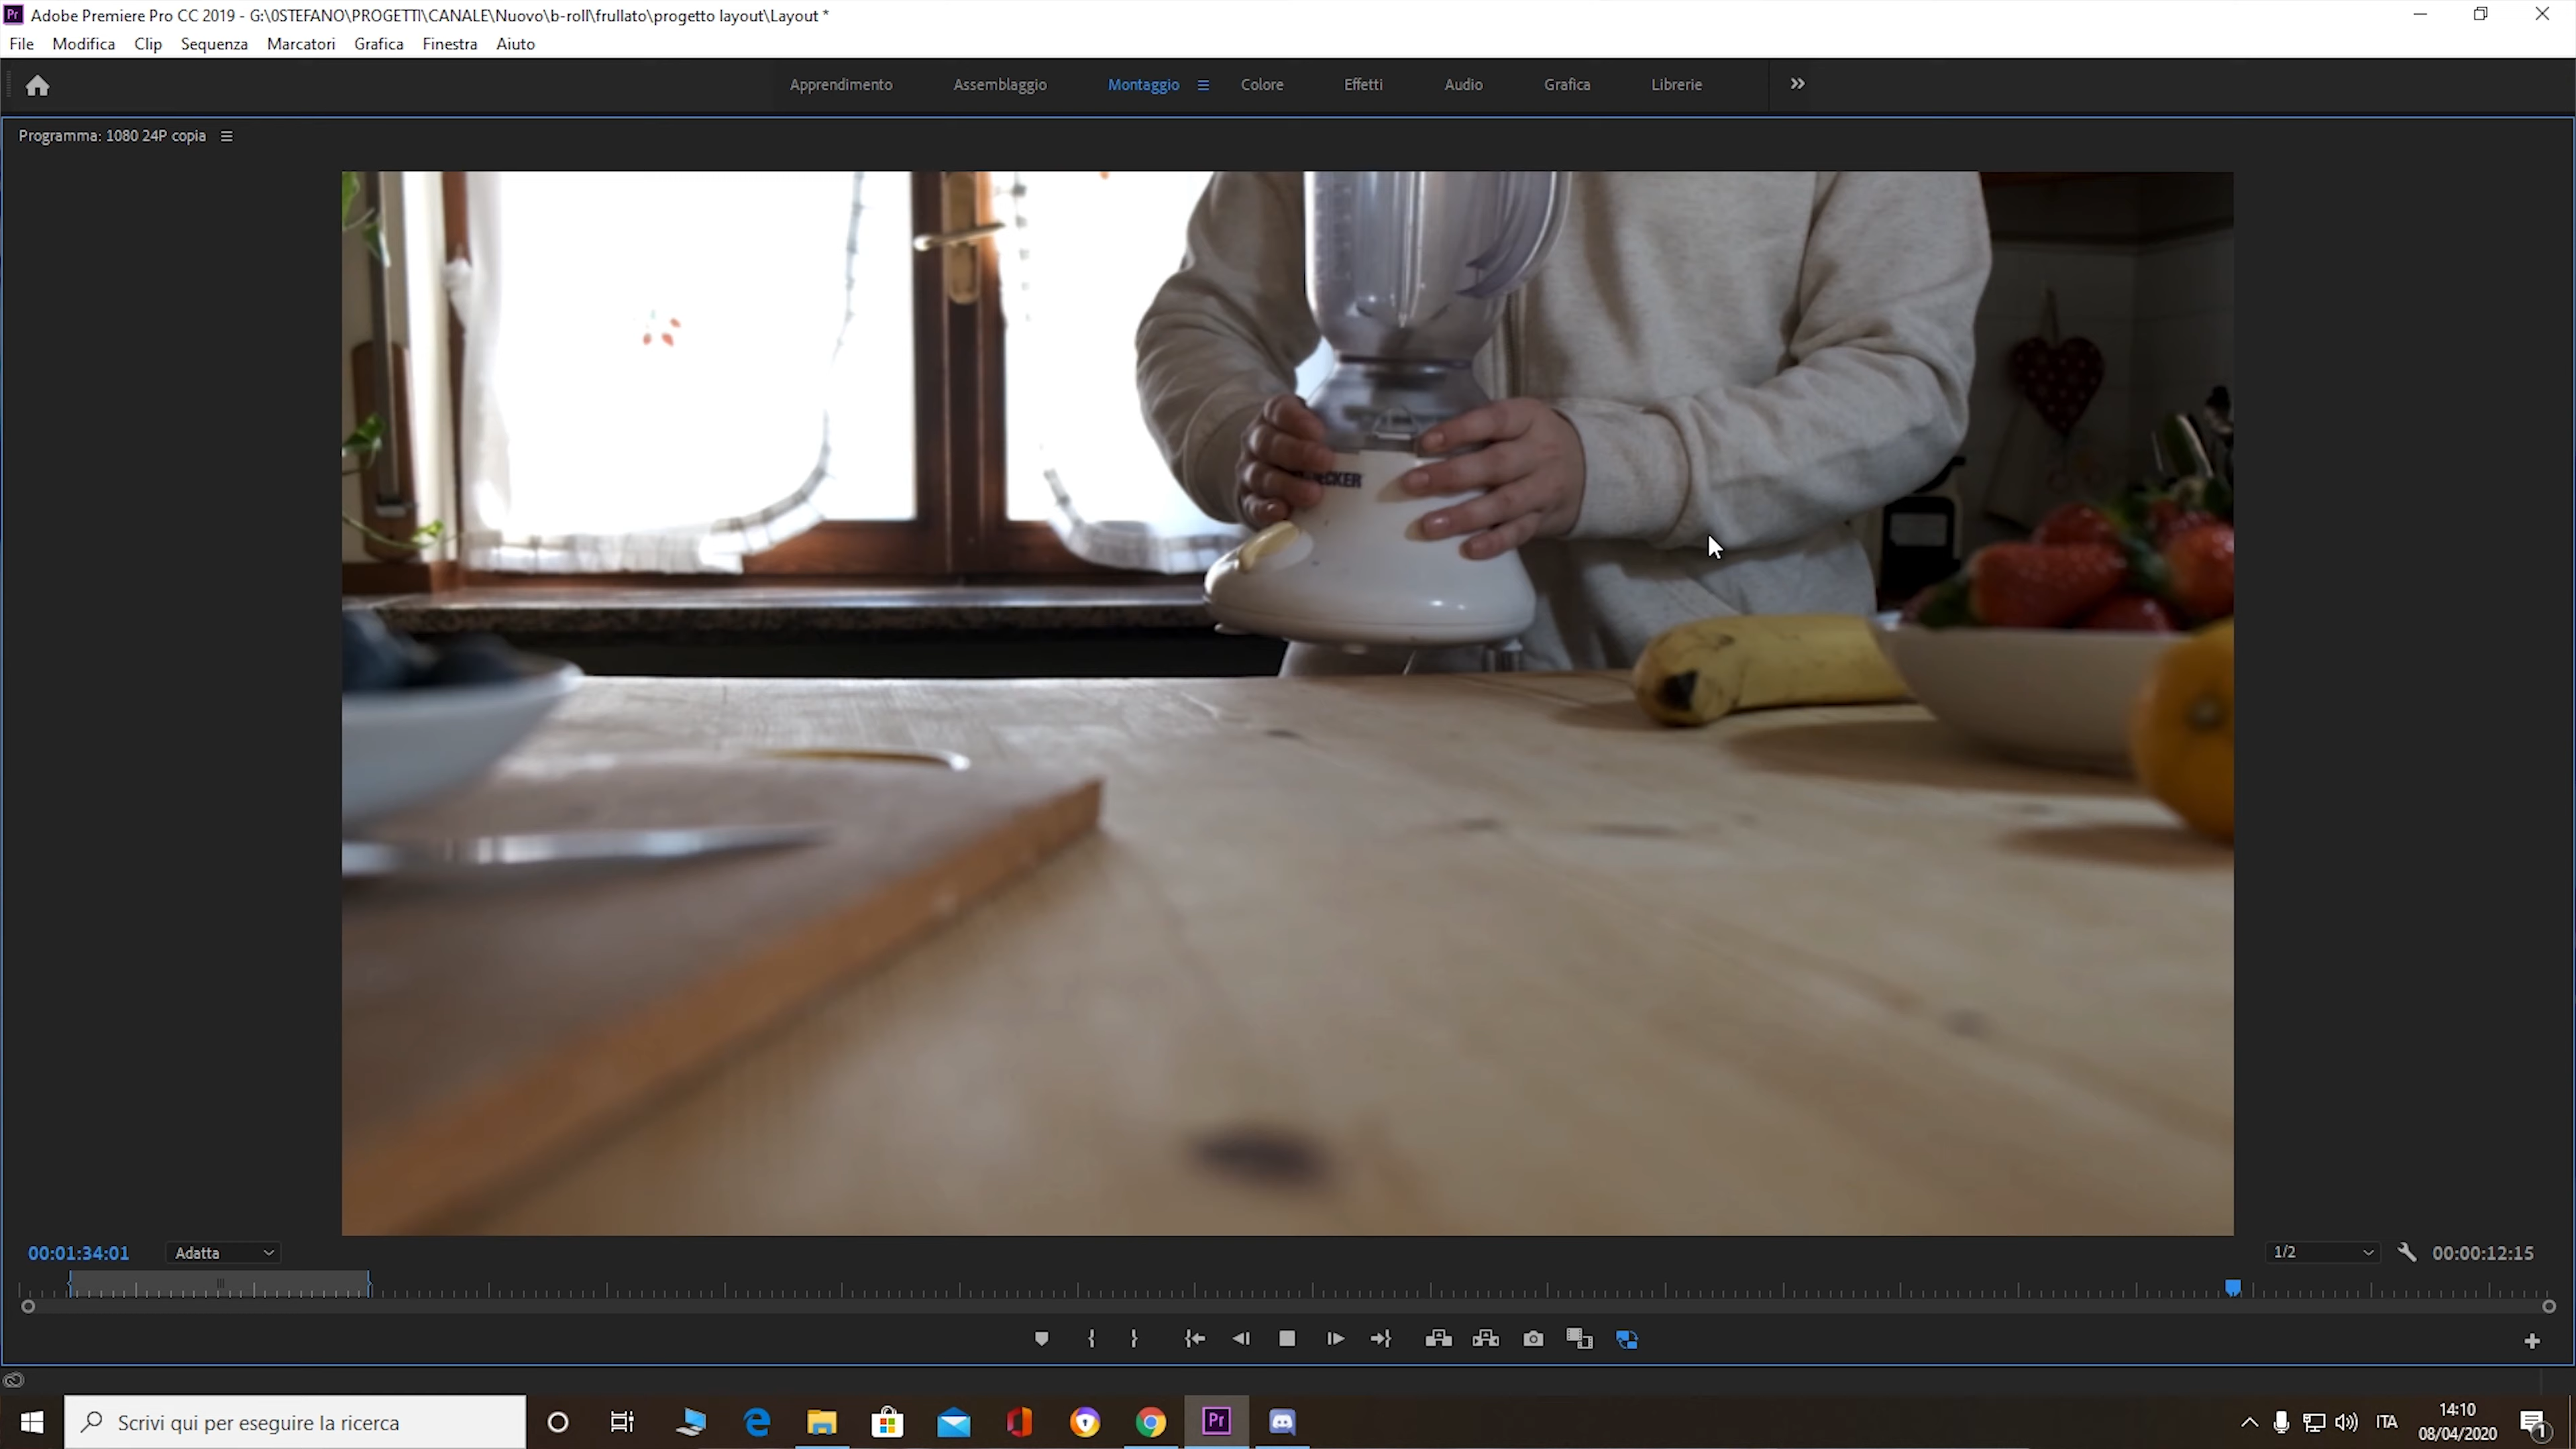 Adobe Premiere Pro CC 2019 - G:\0STEFANO\PROGETTI\CANALE\Nuovo\b-roll\frullato\progetto layout\Layout *
File Modifica Clip Sequenza Marcatori Grafica Finestra Aiuto
Apprendimento Assemblaggio Montaggio Colore Effetti Audio Grafica Librerie
Programma: 1080 24P copia
00:01:34:01 Adatta 1/2 00:00:12:15
Scrivi qui per eseguire la ricerca
Pr
ITA
14:10
08/04/2020
1